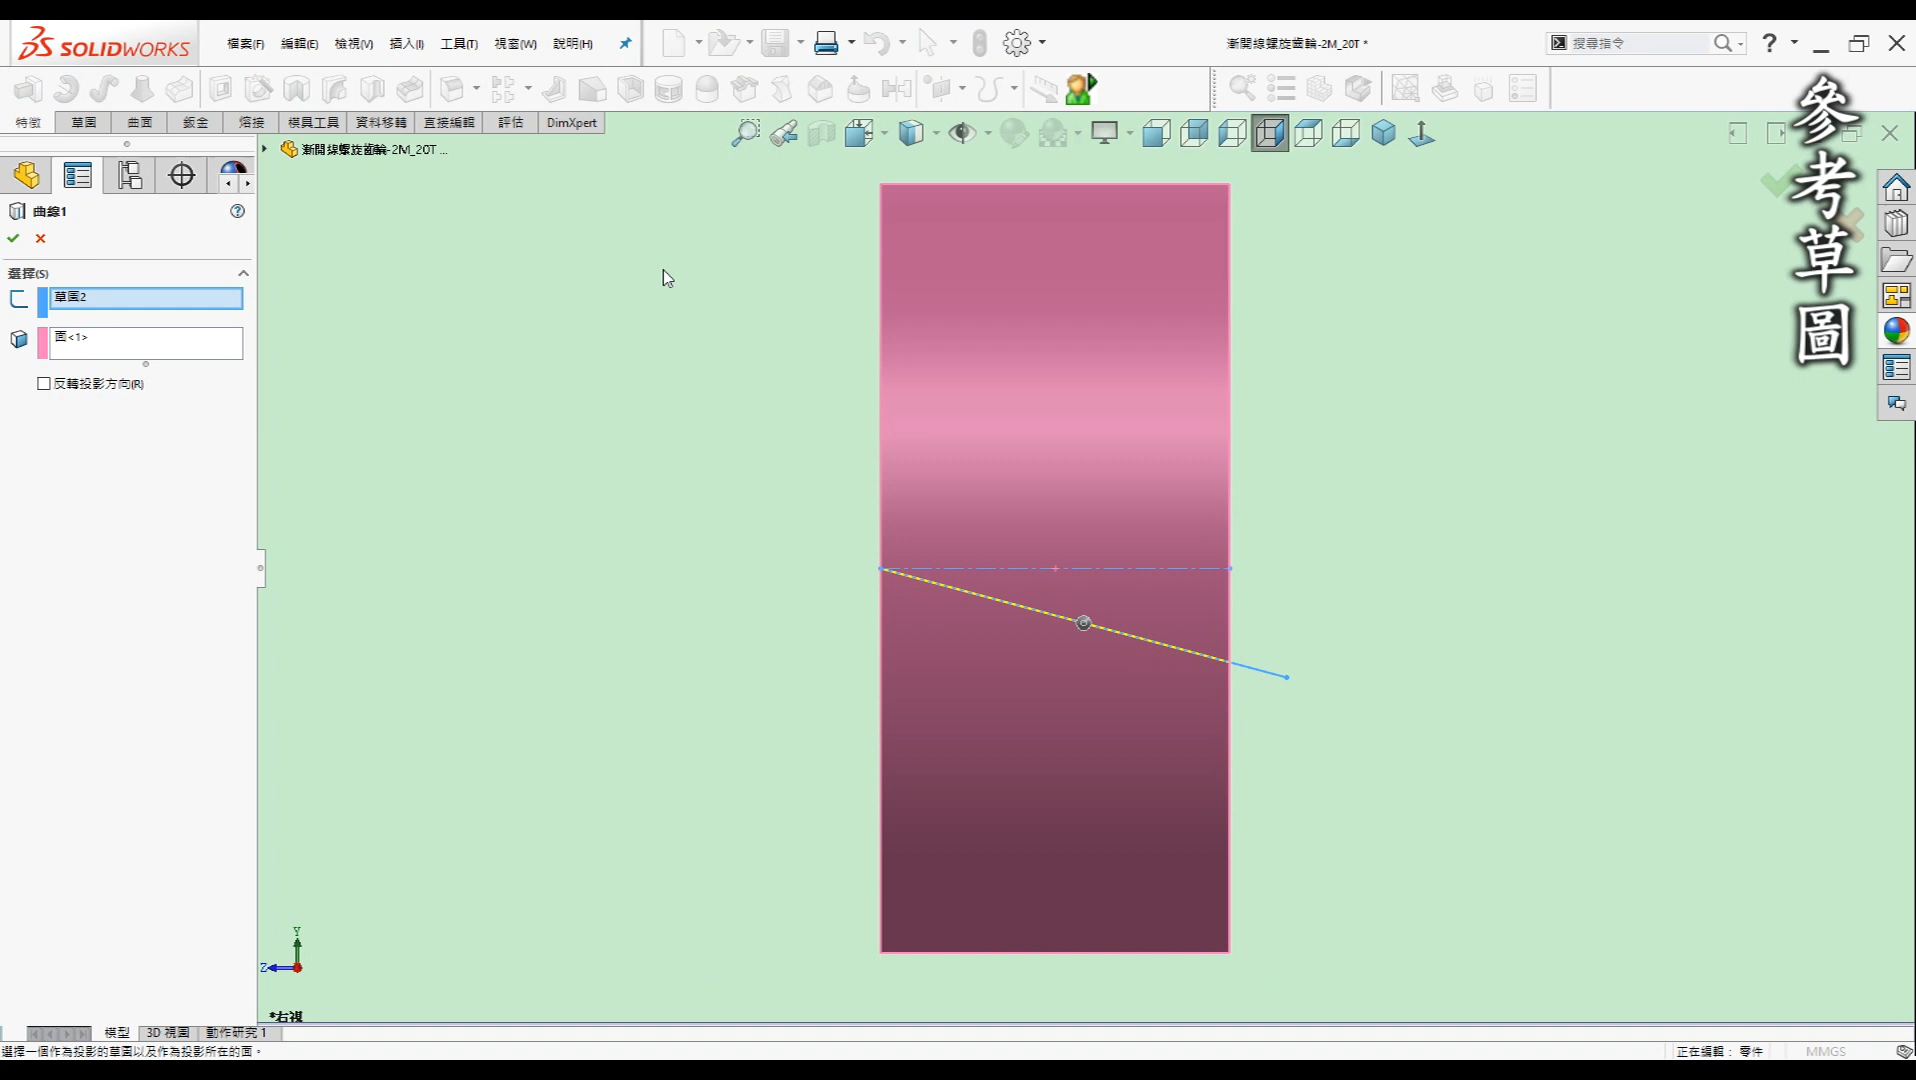 SOLIDWORKS
檔案(F) 編輯(E) 檢視(V) 插入(I) 工具(T) 視窗(W) 說明(H)
漸開線螺旋齒輪-2M_20T *
搜尋指令
特徵 草圖 曲面 鈑金 熔接 模具工具 資料移轉 直接編輯 評估 DimXpert
漸開線螺旋齒輪-2M_20T ...
曲線1
選擇(S)
草圖2
面<1>
反轉投影方向(R)
參考草圖
Y
Z
*右視
模型 3D 視圖 動作研究 1
選擇一個作為投影的草圖以及作為投影所在的面。
正在編輯： 零件
MMGS